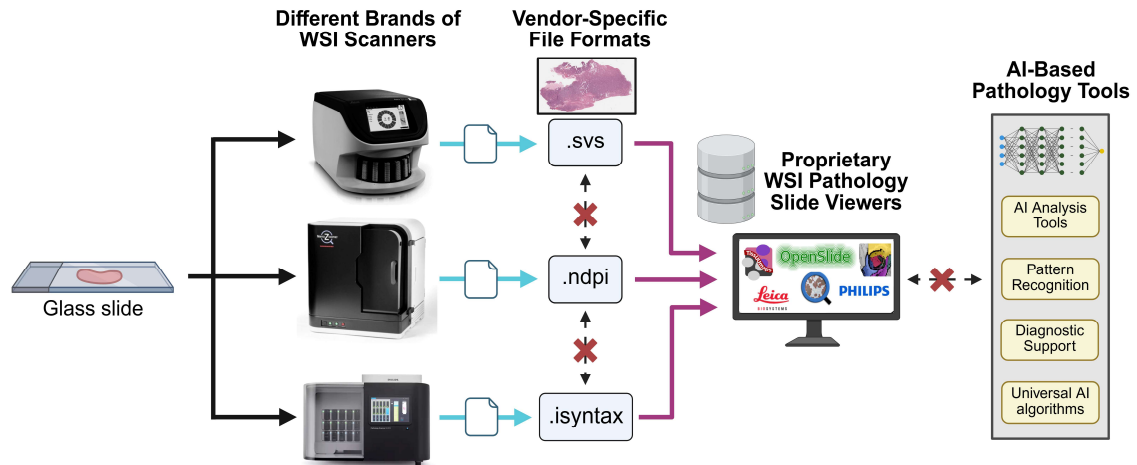 Different Brands of
WSI Scanners
Vendor-Specific
File Formats
AI-Based
Pathology Tools
.svs
Proprietary
WSI Pathology
Slide Viewers
AI Analysis
Tools
OpenSlide
Glass slide
.ndpi
Pattern
Recognition
Leica
BIOSYSTEMS
PHILIPS
Diagnostic
Support
.isyntax
Universal AI
algorithms